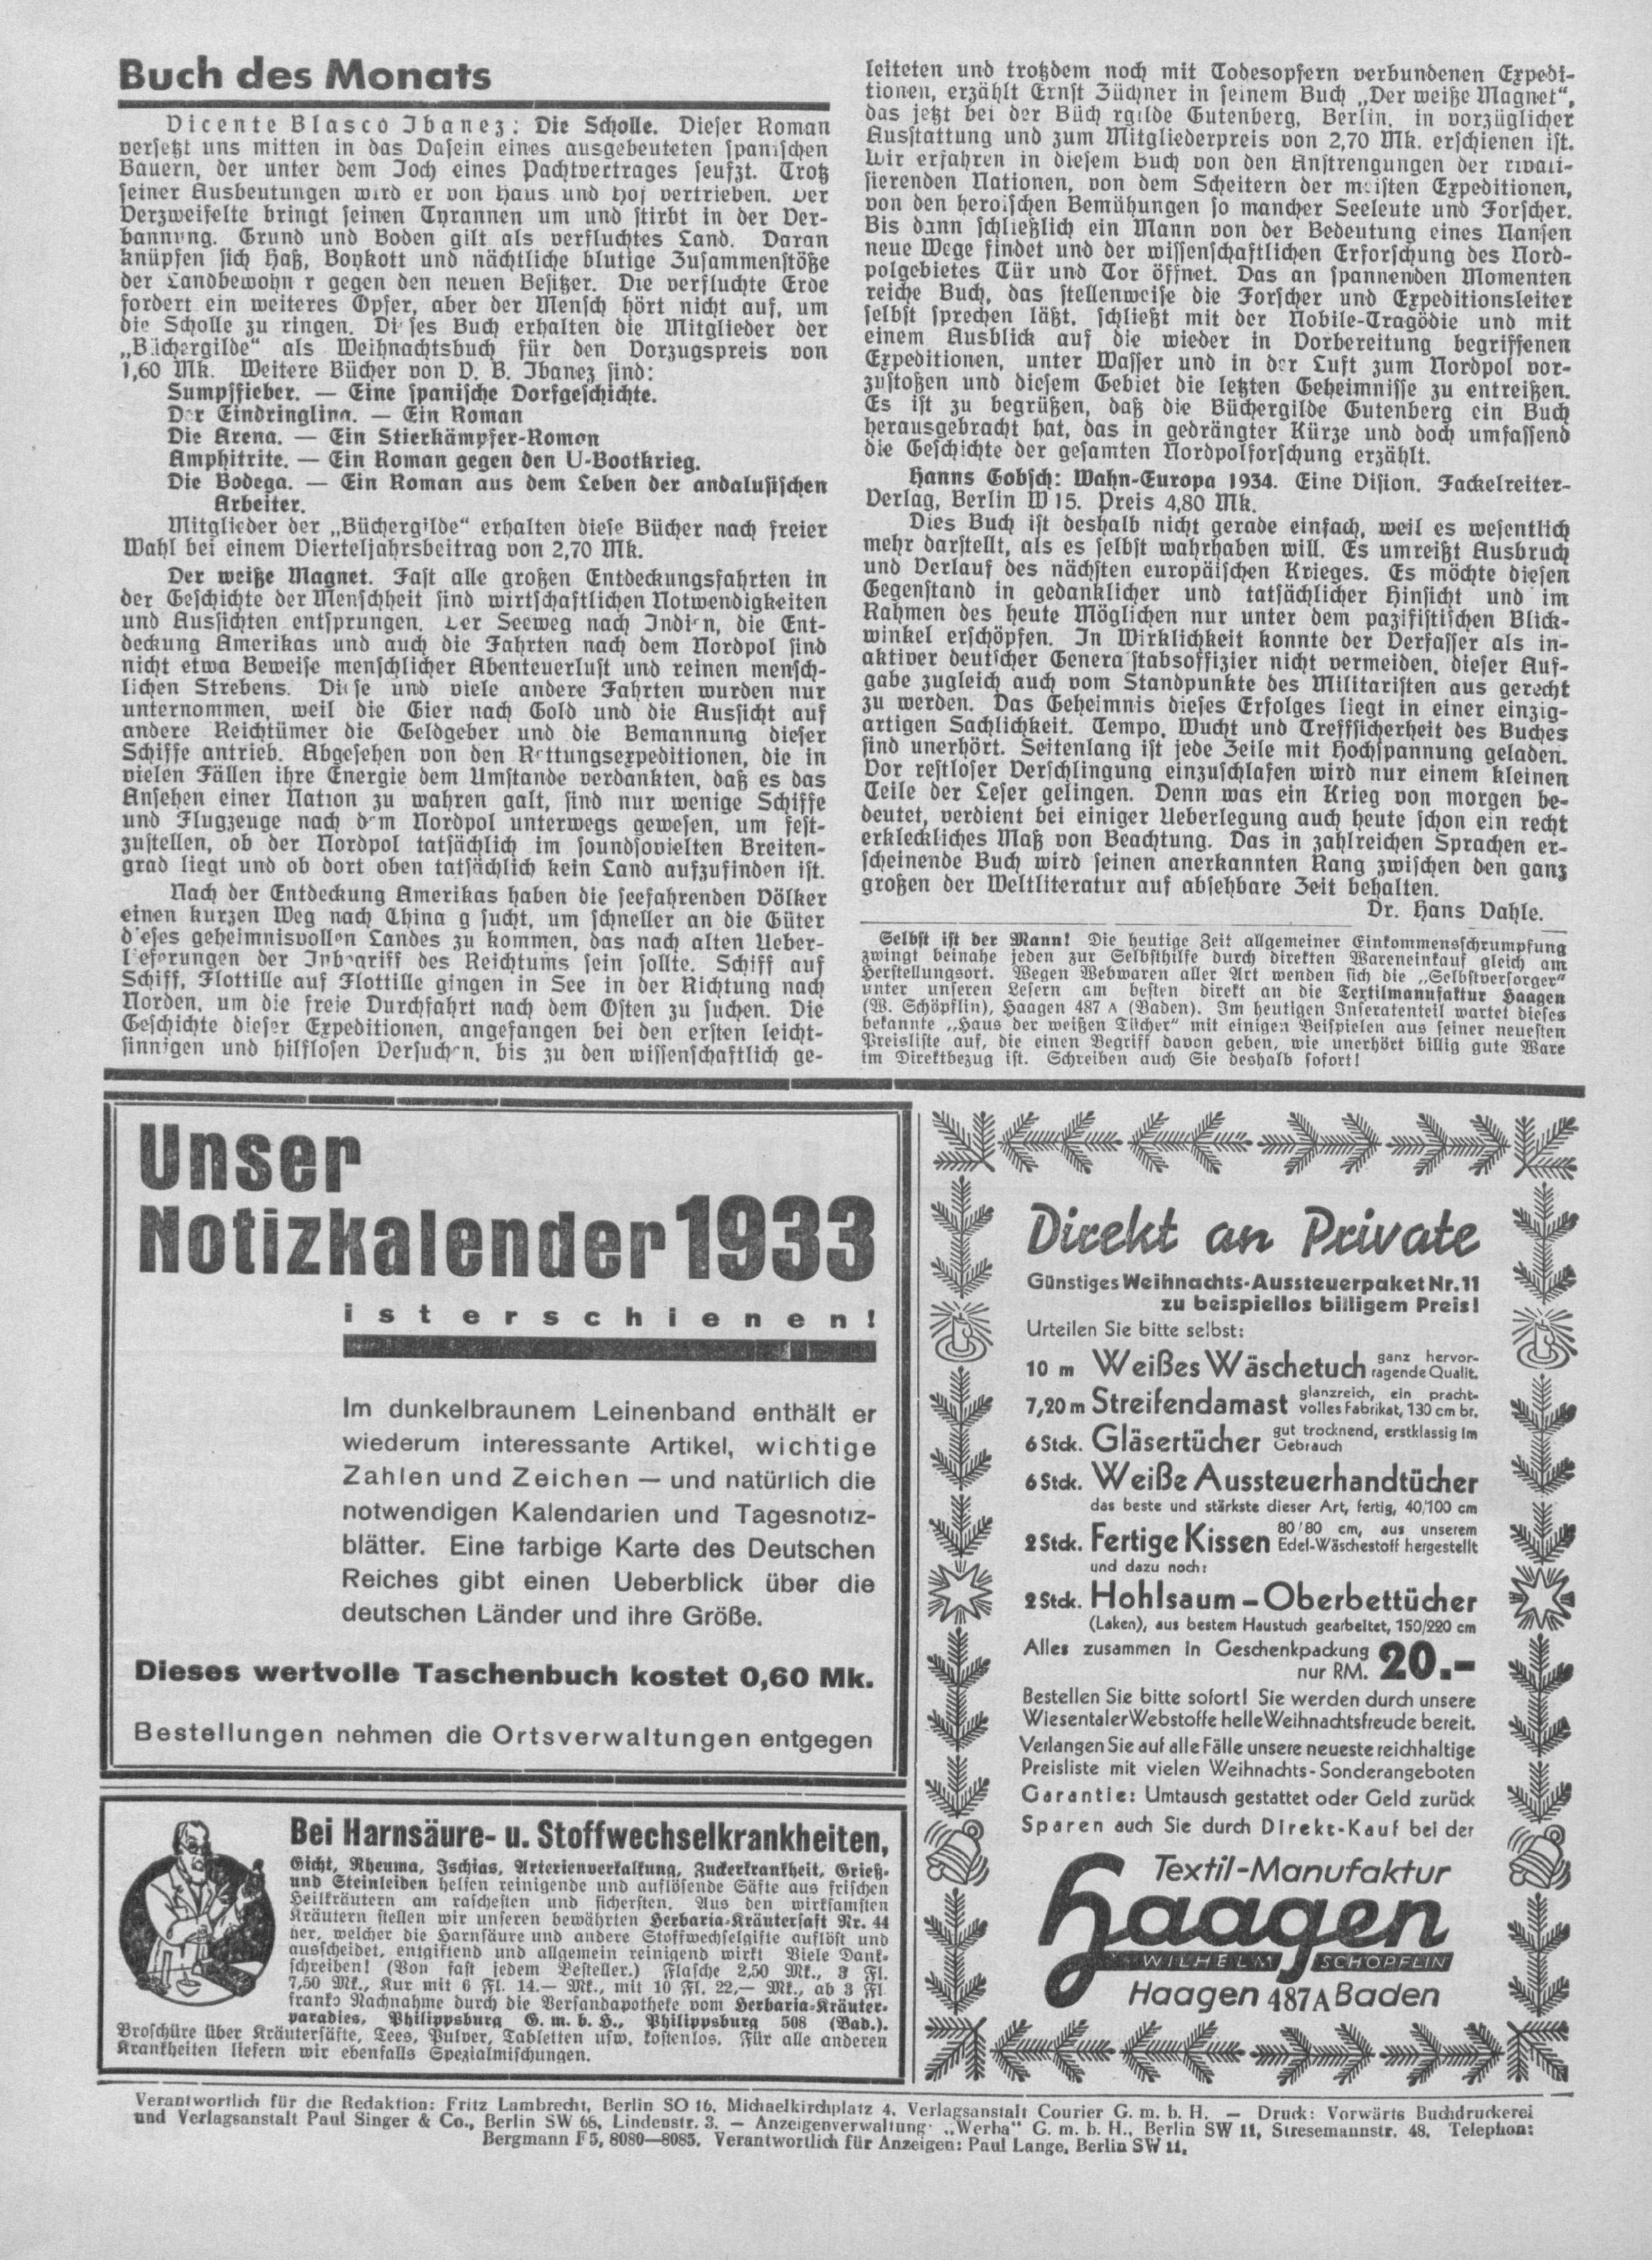 Buch des Monats
Vicente Blasco Ibanez: Die Scholle. Dieser Roman
versetzt uns mitten in das Dasein eines ausgebeuteten spanischen
Bauern, der unter dem Joch eines Pachtvertrages seufzt. Trotz
seiner Ausbeutungen wird er von Haus und Hof vertrieben. Der
Verzweifelte bringt seinen Tyrannen um und stirbt in der Ver-
bannung. Grund und Boden gilt als verfluchtes Land. Daran
knüpfen sich Haß, Boykott und nächtliche blutige Zusammenstöße
der Landbewohn r gegen den neuen Besitzer. Die verfluchte Erde
fordert ein weiteres Opfer, aber der Mensch hört nicht auf, um
die Scholle zu ringen. Dieses Buch erhalten die Mitglieder der
„Büchergilde“ als Weihnachtsbuch für den Vorzugspreis von
1,60 Mk. Weitere Bücher von V. B. Ibanez sind:
Sumpffieber. — Eine spanische Dorfgeschichte.
Der Eindringling. — Ein Roman
Die Arena. — Ein Stierkämpfer-Roman
Amphitrite. — Ein Roman gegen den U-Bootkrieg.
Die Bodega. — Ein Roman aus dem Leben der andalusischen
Arbeiter.
Mitglieder der „Büchergilde“ erhalten diese Bücher nach freier
Wahl bei einem Vierteljahrsbeitrag von 2,70 Mk.
Der weiße Magnet. Fast alle großen Entdeckungsfahrten in
der Geschichte der Menschheit sind wirtschaftlichen Notwendigkeiten
und Aussichten entsprungen. Der Seeweg nach Indien, die Ent-
deckung Amerikas und auch die Fahrten nach dem Nordpol sind
nicht etwa Beweise menschlicher Abenteuerlust und reinen mensch-
lichen Strebens. Diese und viele andere Fahrten wurden nur
unternommen, weil die Gier nach Gold und die Aussicht auf
andere Reichtümer die Geldgeber und die Bemannung dieser
Schiffe antrieb. Abgesehen von den Rettungsexpeditionen, die in
vielen Fällen ihre Energie dem Umstande verdankten, daß es das
Ansehen einer Nation zu wahren galt, sind nur wenige Schiffe
und Flugzeuge nach dem Nordpol unterwegs gewesen, um fest-
zustellen, ob der Nordpol tatsächlich im soundsovielten Breiten-
grad liegt und ob dort oben tatsächlich kein Land aufzufinden ist.
Nach der Entdeckung Amerikas haben die seefahrenden Völker
einen kurzen Weg nach China g sucht, um schneller an die Güter
dieses geheimnisvollen Landes zu kommen, das nach alten Ueber-
lieferungen der Inbegriff des Reichtums sein sollte. Schiff auf
Schiff, Flottille auf Flottille gingen in See in der Richtung nach
Norden, um die freie Durchfahrt nach dem Osten zu suchen. Die
Geschichte dieser Expeditionen, angefangen bei den ersten leicht-
sinnigen und hilflosen Versuchen, bis zu den wissenschaftlich ge-
leiteten und trotzdem noch mit Todesopfern verbundenen Expedi-
tionen, erzählt Ernst Züchner in seinem Buch „Der weiße Magnet“,
das jetzt bei der Büch rgilde Gutenberg, Berlin, in vorzüglicher
Ausstattung und zum Mitgliederpreis von 2,70 Mk. erschienen ist.
Wir erfahren in diesem Buch von den Anstrengungen der rivali-
sierenden Nationen, von dem Scheitern der meisten Expeditionen,
von den heroischen Bemühungen so mancher Seeleute und Forscher.
Bis dann schließlich ein Mann von der Bedeutung eines Nansen
neue Wege findet und der wissenschaftlichen Erforschung des Nord-
polgebietes Tür und Tor öffnet. Das an spannenden Momenten
reiche Buch, das stellenweise die Forscher und Expeditionsleiter
selbst sprechen läßt, schließt mit der Nobile-Tragödie und mit
einem Ausblick auf die wieder in Vorbereitung begriffenen
Expeditionen, unter Wasser und in der Luft zum Nordpol vor-
zustoßen und diesem Gebiet die letzten Geheimnisse zu entreißen.
Es ist zu begrüßen, daß die Büchergilde Gutenberg ein Buch
herausgebracht hat, das in gedrängter Kürze und doch umfassend
die Geschichte der gesamten Nordpolforschung erzählt.
Hanns Gobsch: Wahn-Europa 1934. Eine Vision. Fackelreiter-
Verlag, Berlin W 15. Preis 4,80 Mk.
Dies Buch ist deshalb nicht gerade einfach, weil es wesentlich
mehr darstellt, als es selbst wahrhaben will. Es umreißt Ausbruch
und Verlauf des nächsten europäischen Krieges. Es möchte diesen
Gegenstand in gedanklicher und tatsächlicher Hinsicht und im
Rahmen des heute Möglichen nur unter dem pazifistischen Blick-
winkel erschöpfen. In Wirklichkeit konnte der Verfasser als in-
aktiver deutscher Genera stabsoffizier nicht vermeiden, dieser Auf-
gabe zugleich auch vom Standpunkte des Militaristen aus gerecht
zu werden. Das Geheimnis dieses Erfolges liegt in einer einzig-
artigen Sachlichkeit. Tempo, Wucht und Treffsicherheit des Buches
sind unerhört. Seitenlang ist jede Zeile mit Hochspannung geladen.
Vor restloser Verschlingung einzuschlafen wird nur einem kleinen
Teile der Leser gelingen. Denn was ein Krieg von morgen be-
deutet, verdient bei einiger Ueberlegung auch heute schon ein recht
erkleckliches Maß von Beachtung. Das in zahlreichen Sprachen er-
scheinende Buch wird seinen anerkannten Rang zwischen den ganz
großen der Weltliteratur auf absehbare Zeit behalten.
Dr. Hans Vahle.
Selbst ist der Mann! Die heutige Zeit allgemeiner Einkommensschrumpfung
zwingt beinahe jeden zur Selbsthilfe durch direkten Wareneinkauf gleich am
Herstellungsort. Wegen Webwaren aller Art wenden sich die „Selbstversorger“
unter unseren Lesern am besten direkt an die Textilmanufaktur Haagen
(W. Schöpflin), Haagen 487 A (Baden). Im heutigen Inseratenteil wartet dieses
bekannte „Haus der weißen Tücher“ mit einigen Beispielen aus seiner neuesten
Preisliste auf, die einen Begriff davon geben, wie unerhört billig gute Ware
im Direktbezug ist. Schreiben auch Sie deshalb sofort!
Unser
Notizkalender 1933
ist erschienen!
Im dunkelbraunem Leinenband enthält er
wiederum interessante Artikel, wichtige
Zahlen und Zeichen — und natürlich die
notwendigen Kalendarien und Tagesnotiz-
blätter. Eine farbige Karte des Deutschen
Reiches gibt einen Ueberblick über die
deutschen Länder und ihre Größe.
Dieses wertvolle Taschenbuch kostet 0,60 Mk.
Bestellungen nehmen die Ortsverwaltungen entgegen
Bei Harnsäure- u. Stoffwechselkrankheiten,
Gicht, Rheuma, Ischias, Arterienverkalkung, Zuckerkrankheit, Grieß-
und Steinleiden helfen reinigende und auflösende Säfte aus frischen
Heilkräutern am raschesten und sichersten. Aus den wirksamsten
Kräutern stellen wir unseren bewährten Herbaria-Kräutersaft Nr. 44
her, welcher die Harnsäure und andere Stoffwechselgifte auflöst und
ausscheidet, entgiftend und allgemein reinigend wirkt Viele Dank-
schreiben! (Von fast jedem Besteller.) Flasche 2,50 Mk., 3 Fl.
7,50 Mk., Kur mit 6 Fl. 14.— Mk., mit 10 Fl. 22,— Mk., ab 3 Fl
franko Nachnahme durch die Versandapotheke vom Herbaria-Kräuter-
paradies, Philippsburg G. m. b. H., Philippsburg 508 (Bad.).
Broschüre über Kräutersäfte, Tees, Pulver, Tabletten usw. kostenlos. Für alle anderen
Krankheiten liefern wir ebenfalls Spezialmischungen.
Direkt an Private
Günstiges Weihnachts-Aussteuerpaket Nr. 11
zu beispiellos billigem Preis!
Urteilen Sie bitte selbst:
10 m Weißes Wäschetuch ganz hervor-
ragende Qualit.
7,20 m Streifendamast glanzreich, ein pracht-
volles Fabrikat, 130 cm br.
6 Stck. Gläsertücher gut trocknend, erstklassig im
Gebrauch
6 Stck. Weiße Aussteuerhandtücher
das beste und stärkste dieser Art, fertig, 40/100 cm
2 Stck. Fertige Kissen 80/80 cm, aus unserem
Edel-Wäschestoff hergestellt
und dazu noch:
2 Stck. Hohlsaum-Oberbettücher
(Laken), aus bestem Haustuch gearbeitet, 150/220 cm
Alles zusammen in Geschenkpackung
nur RM. 20.-
Bestellen Sie bitte sofort! Sie werden durch unsere
Wiesentaler Webstoffe helle Weihnachtsfreude bereit.
Verlangen Sie auf alle Fälle unsere neueste reichhaltige
Preisliste mit vielen Weihnachts-Sonderangeboten
Garantie: Umtausch gestattet oder Geld zurück
Sparen auch Sie durch Direkt-Kauf bei der
Textil-Manufaktur
Haagen
WILHELM SCHÖPFLIN
Haagen 487A Baden
Verantwortlich für die Redaktion: Fritz Lambrecht, Berlin SO 16, Michaelkirchplatz 4. Verlagsanstalt Courier G. m. b. H. — Druck: Vorwärts Buchdruckerei
und Verlagsanstalt Paul Singer & Co., Berlin SW 68, Lindenstr. 3. — Anzeigenverwaltung: „Werba“ G. m. b. H., Berlin SW 11, Stresemannstr. 48. Telephon:
Bergmann F 5, 8080—8085. Verantwortlich für Anzeigen: Paul Lange, Berlin SW 11.